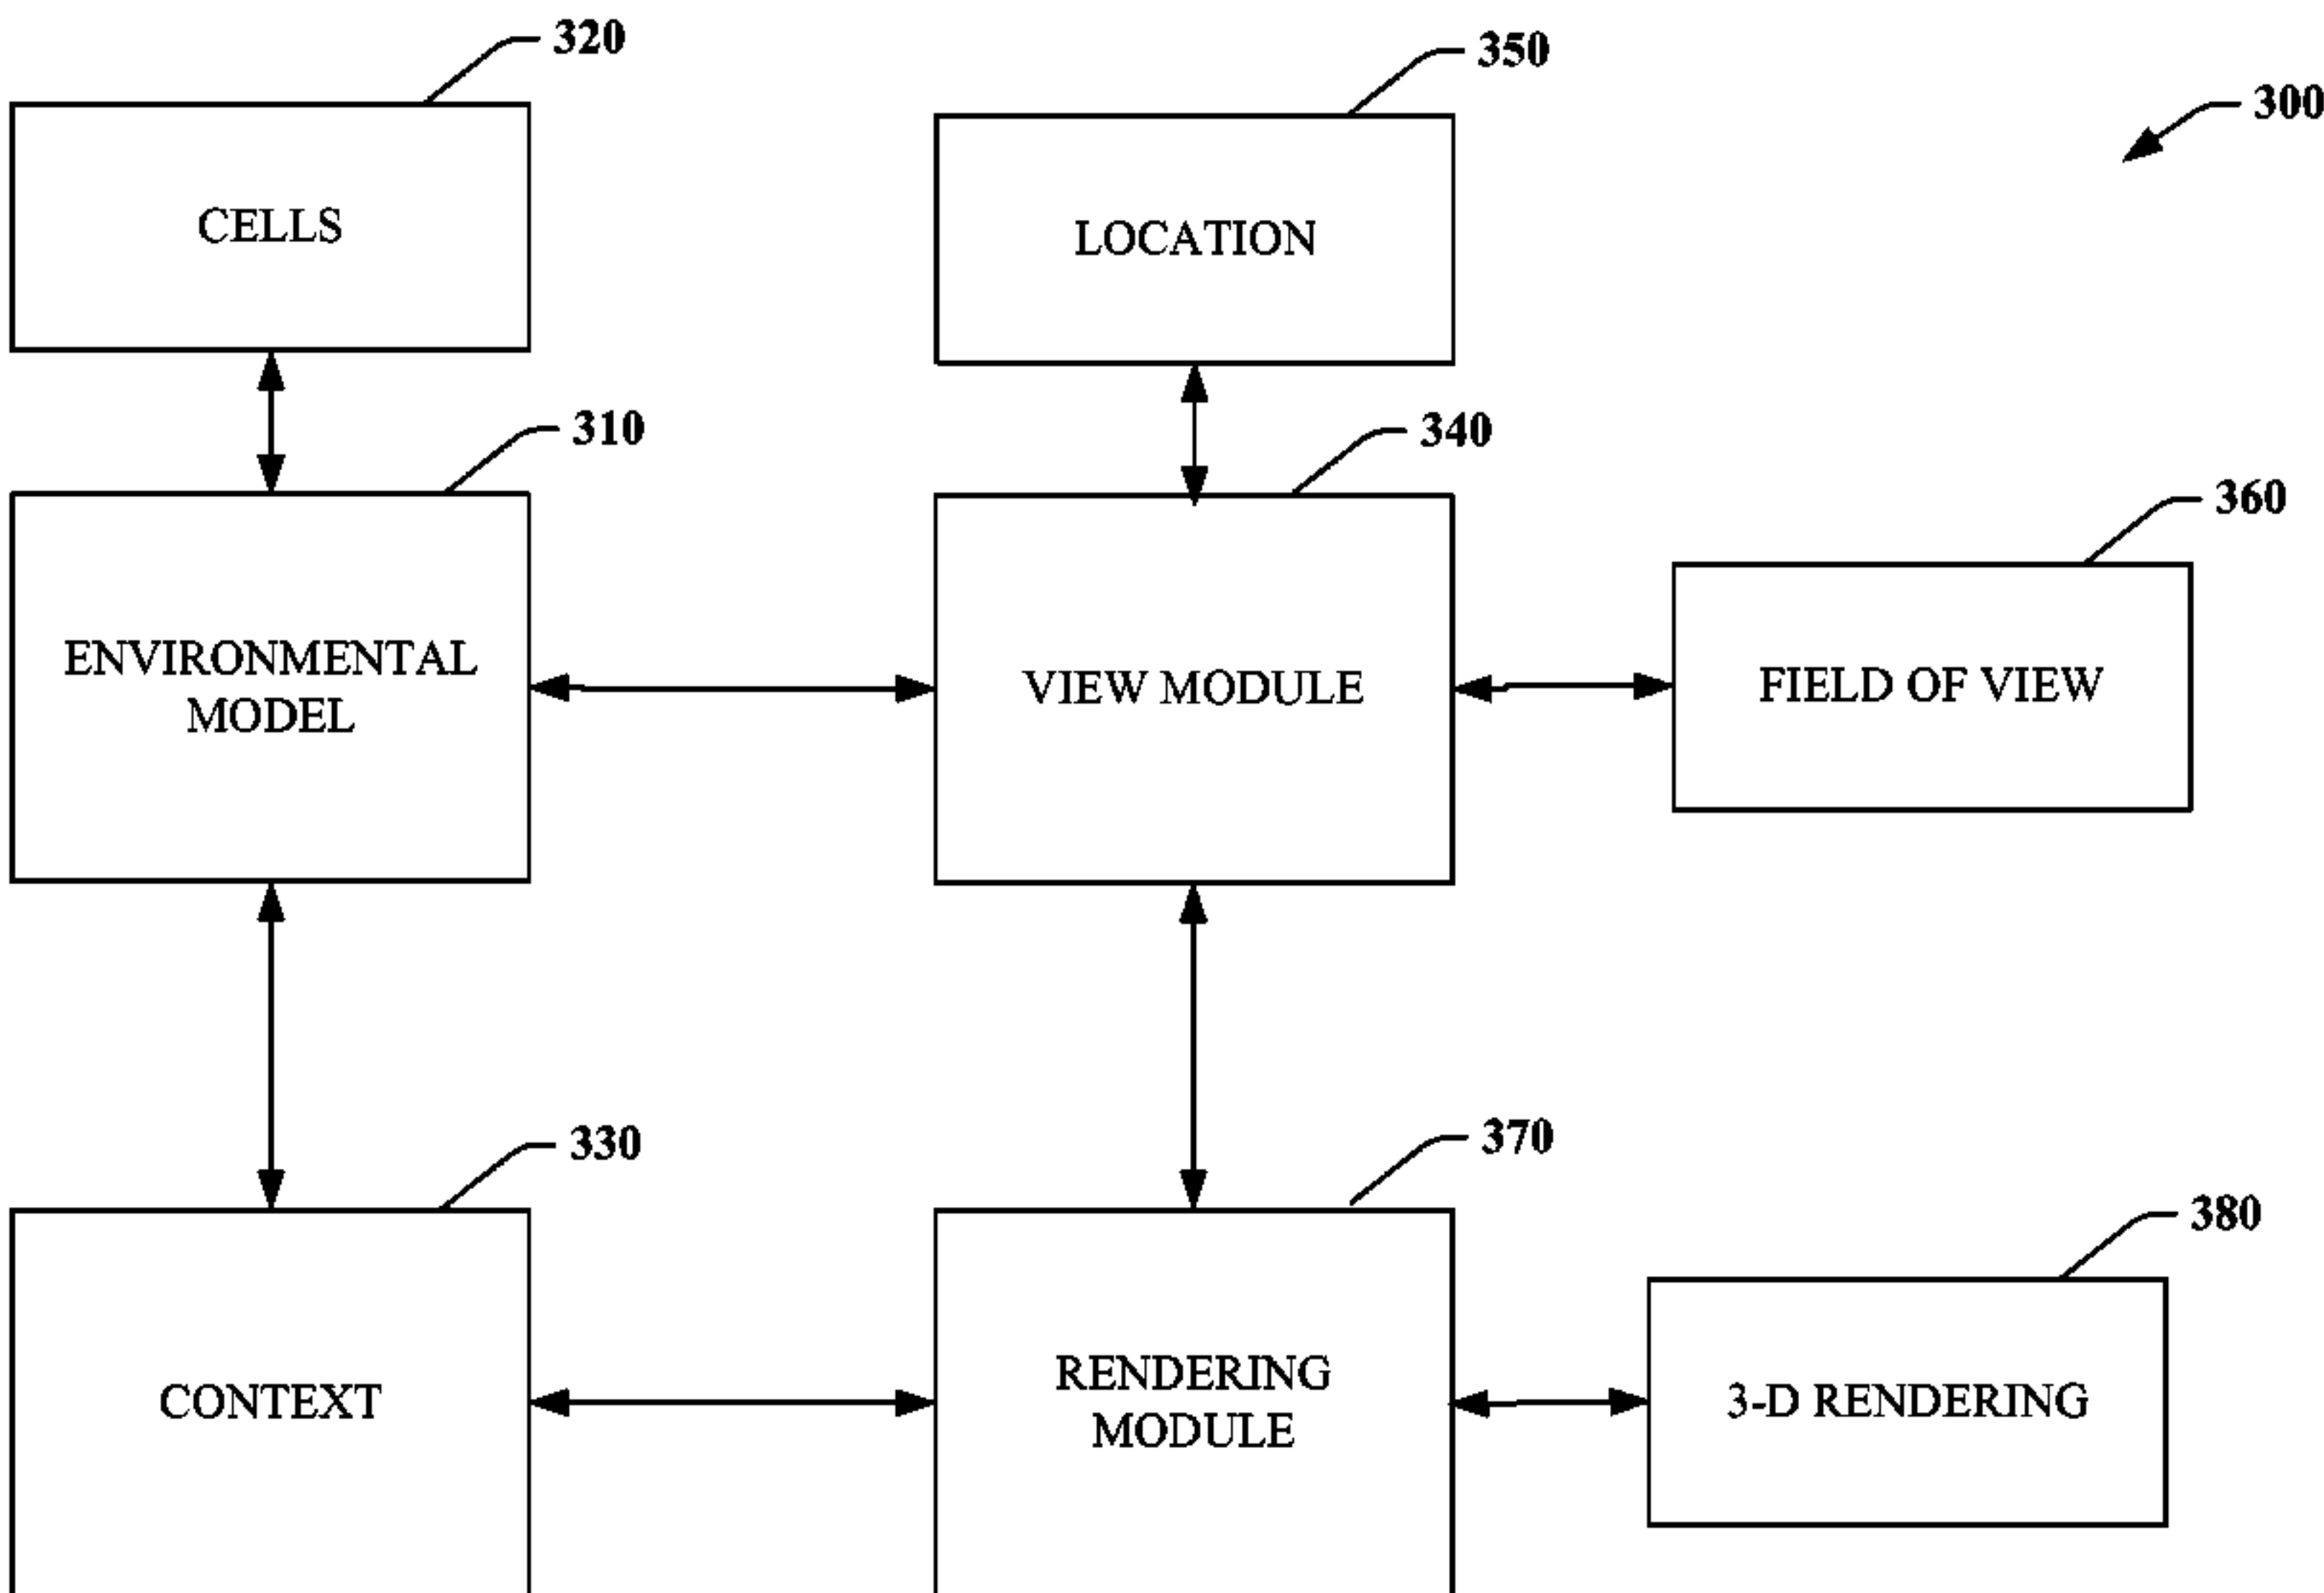 320
350
300
CELLS
LOCATION
310
340
360
ENVIRONMENTAL
MODEL
VIEW MODULE
FIELD OF VIEW
330
370
380
CONTEXT
RENDERING
MODULE
3-D RENDERING